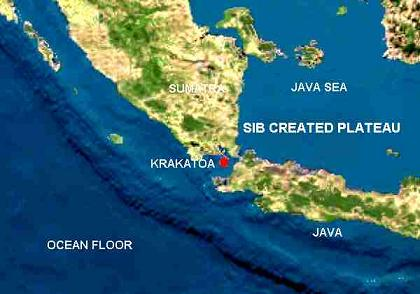 SUMATRA
JAVA SEA
SIB CREATED PLATEAU
KRAKATOA
JAVA
OCEAN FLOOR